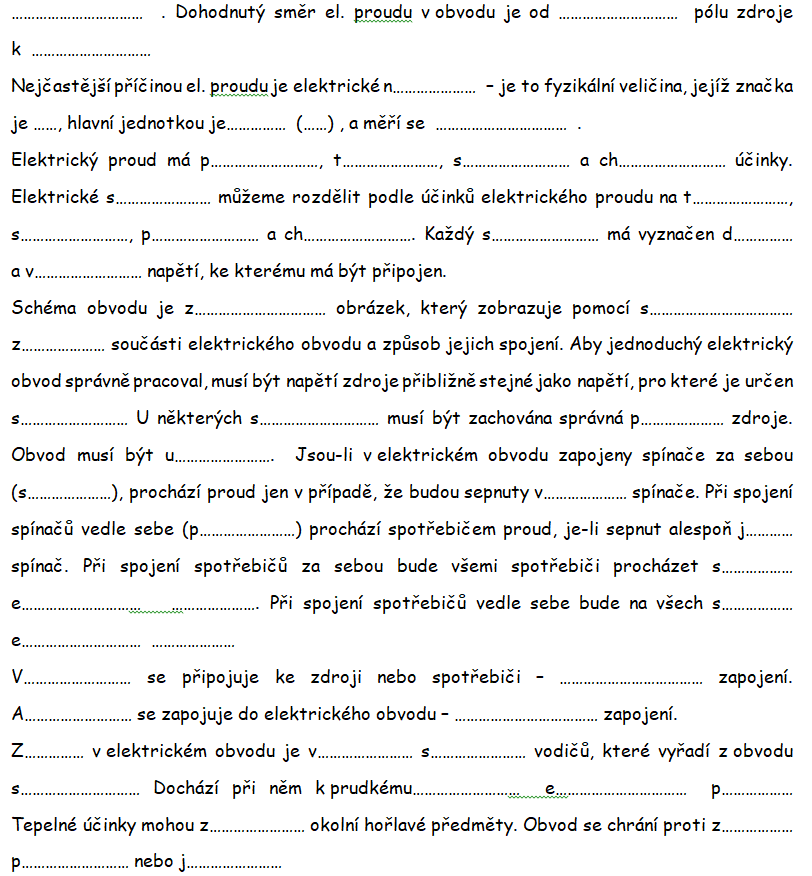 …………………………… . Dohodnutý směr el. proudu v obvodu je od ………………………… pólu zdroje
k …………………………
Nejčastější příčinou el. proudu je elektrické n………………… – je to fyzikální veličina, jejíž značka
je ……, hlavní jednotkou je…………… (……) , a měří se …………………………… .
Elektrický proud má p………………………, t……………………, s……………………… a ch……………………… účinky.
Elektrické s…………………… můžeme rozdělit podle účinků elektrického proudu na t……………………,
s………………………, p……………………… a ch………………………. Každý s……………………… má vyznačen d……………
a v……………………… napětí, ke kterému má být připojen.
Schéma obvodu je z…………………………… obrázek, který zobrazuje pomocí s………………………………
z………………… součásti elektrického obvodu a způsob jejich spojení. Aby jednoduchý elektrický
obvod správně pracoval, musí být napětí zdroje přibližně stejné jako napětí, pro které je určen
s……………………… U některých s………………………… musí být zachována správná p………………… zdroje.
Obvod musí být u……………………. Jsou-li v elektrickém obvodu zapojeny spínače za sebou
(s…………………), prochází proud jen v případě, že budou sepnuty v………………… spínače. Při spojení
spínačů vedle sebe (p……………………) prochází spotřebičem proud, je-li sepnut alespoň j…………
spínač. Při spojení spotřebičů za sebou bude všemi spotřebiči procházet s………………
e………………………… …………………. Při spojení spotřebičů vedle sebe bude na všech s………………
e………………………………… …………………
V……………………… se připojuje ke zdroji nebo spotřebiči – ……………………………… zapojení.
A……………………… se zapojuje do elektrického obvodu – ……………………………… zapojení.
Z…………… v elektrickém obvodu je v…………………… s…………………… vodičů, které vyřadí z obvodu
s………………………… Dochází při něm k prudkému……………………… e…………………………… p………………
Tepelné účinky mohou z…………………… okolní hořlavé předměty. Obvod se chrání proti z………………
p……………………… nebo j……………………